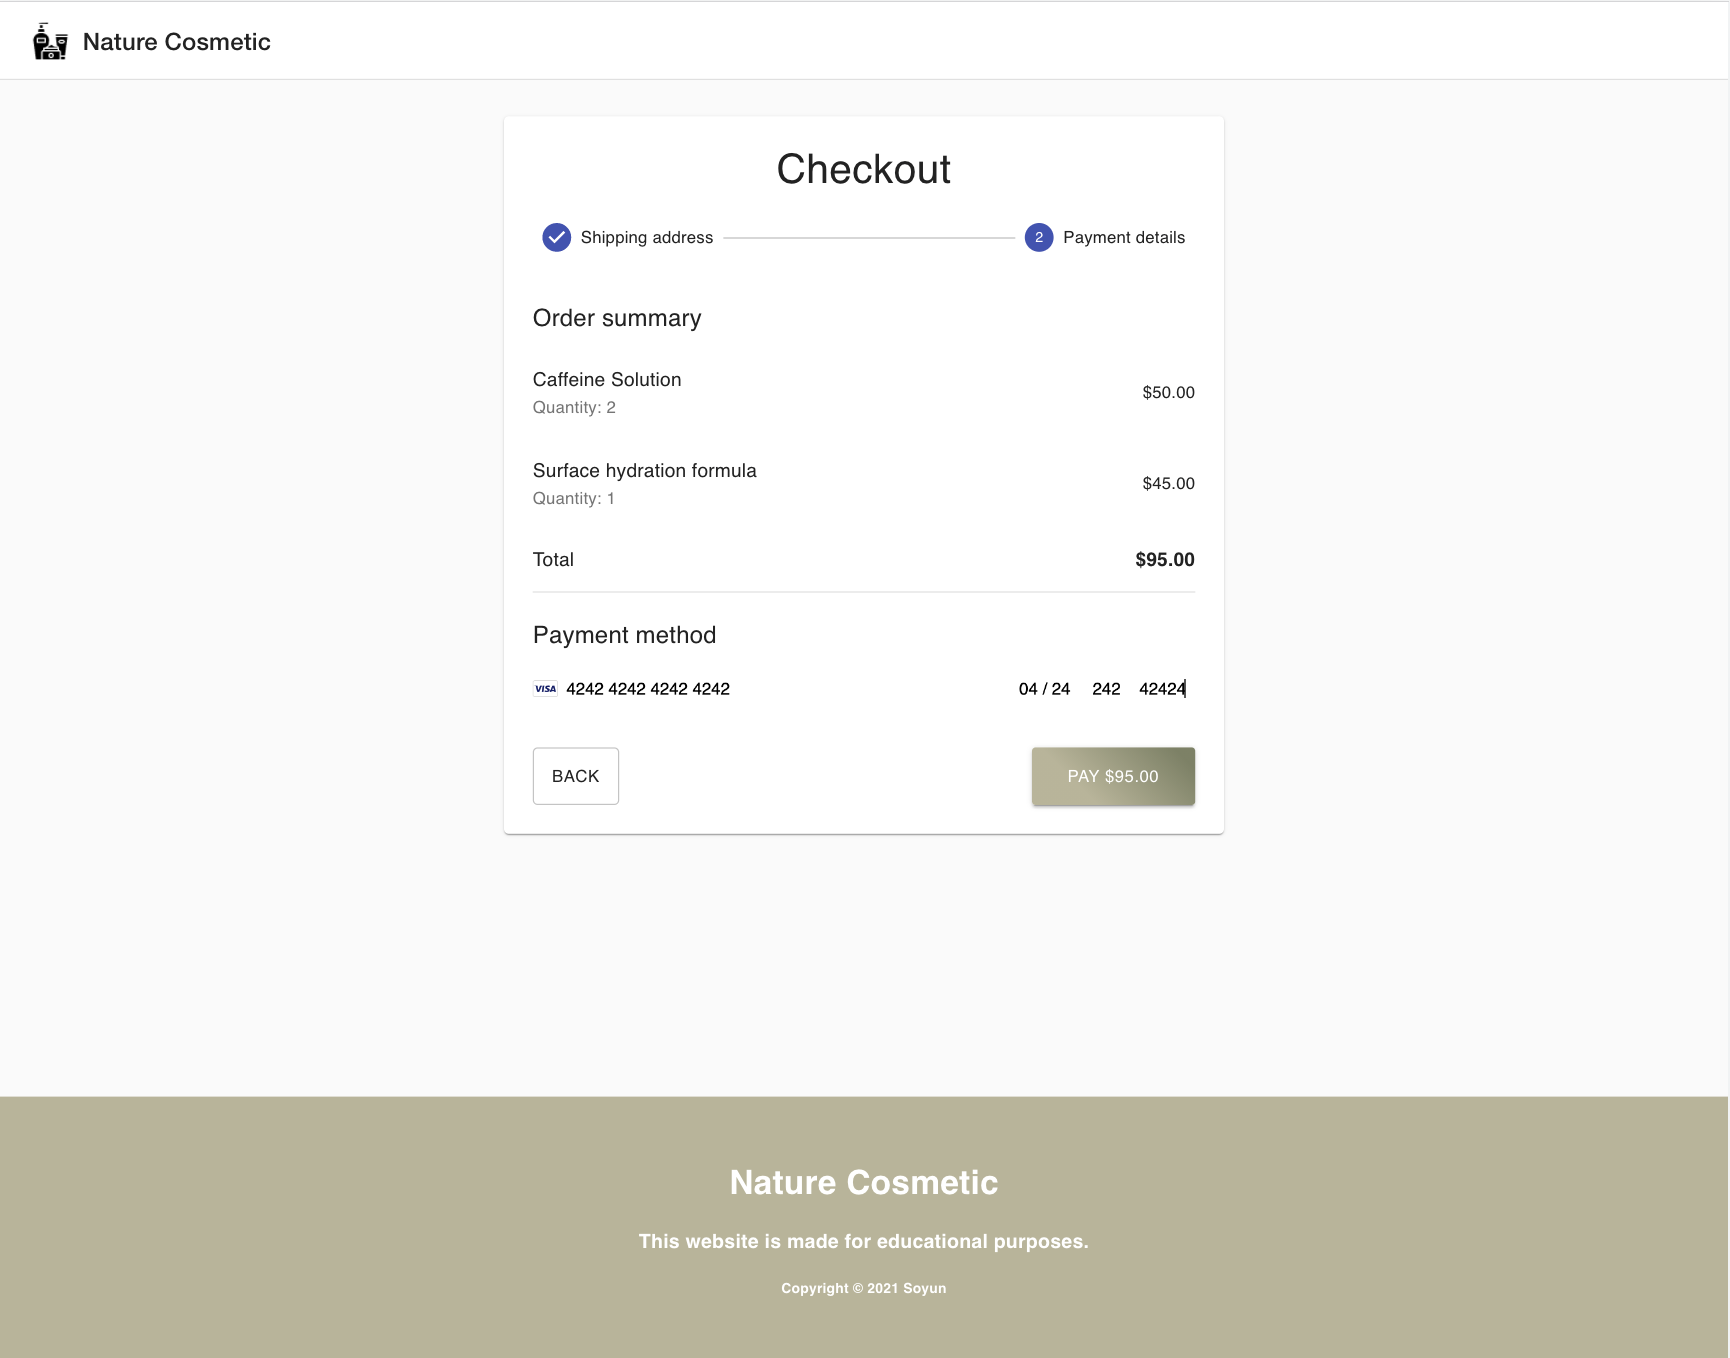 Nature Cosmetic
Checkout
Shipping address
2 Payment details
Order summary
Caffeine Solution
Quantity: 2
$50.00
Surface hydration formula
Quantity: 1
$45.00
Total $95.00
Payment method
VISA 4242 4242 4242 4242 04 / 24 242 42424
BACK PAY $95.00
Nature Cosmetic
This website is made for educational purposes.
Copyright © 2021 Soyun